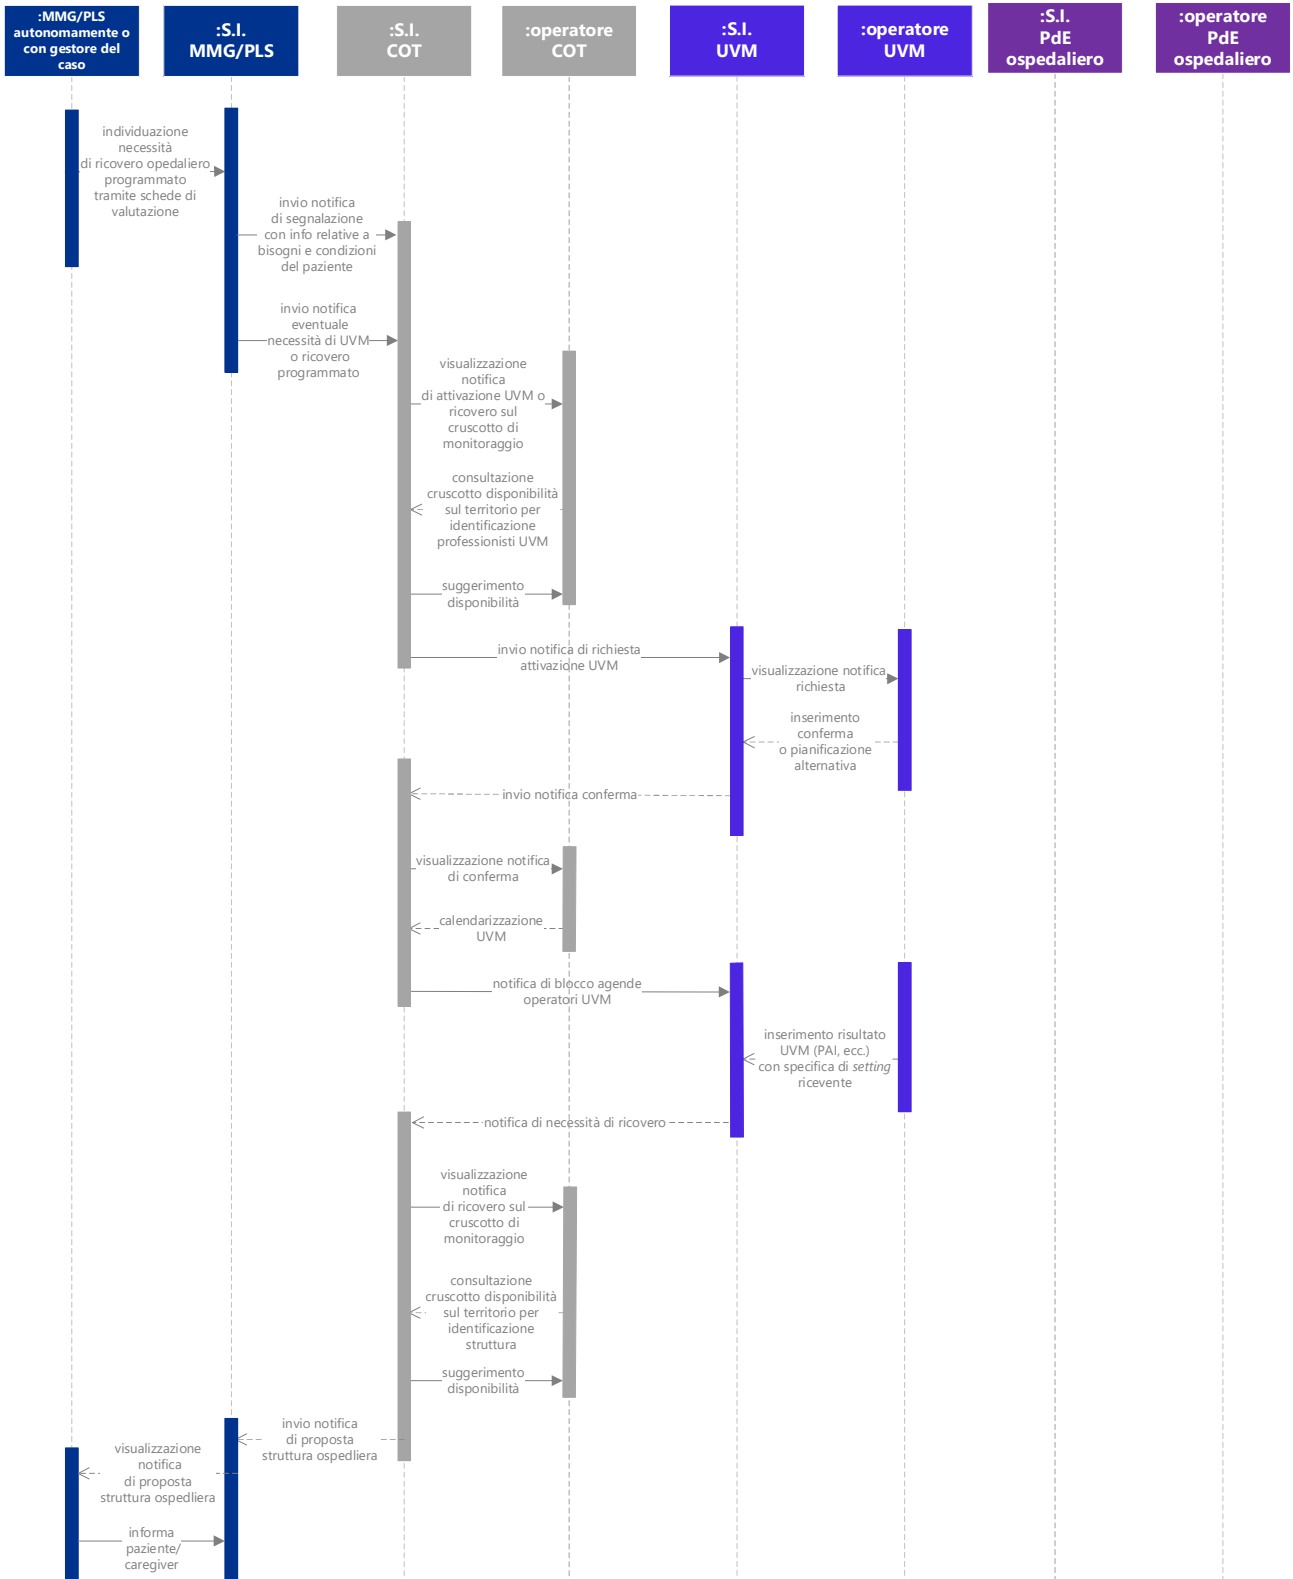 :MMG/PLS
autonomamente o
con gestore del
caso
:S.I.
MMG/PLS
:S.I.
COT
:operatore
COT
:S.I.
UVM
:operatore
UVM
:S.I.
PdE
ospedaliero
:operatore
PdE
ospedaliero
individuazione
necessità
di ricovero opedaliero
programmato
tramite schede di
valutazione
invio notifica
di segnalazione
con info relative a
bisogni e condizioni
del paziente
invio notifica
eventuale
necessità di UVM
o ricovero
programmato
visualizzazione
notifica
di attivazione UVM o
ricovero sul
cruscotto di
monitoraggio
consultazione
cruscotto disponibilità
sul territorio per
identificazione
professionisti UVM
suggerimento
disponibilità
invio notifica di richiesta
attivazione UVM
visualizzazione notifica
richiesta
inserimento
conferma
o pianificazione
alternativa
invio notifica conferma
visualizzazione notifica
di conferma
calendarizzazione
UVM
notifica di blocco agende
operatori UVM
inserimento risultato
UVM (PAI, ecc.)
con specifica di setting
ricevente
notifica di necessità di ricovero
visualizzazione
notifica
di ricovero sul
cruscotto di
monitoraggio
consultazione
cruscotto disponibilità
sul territorio per
identificazione
struttura
suggerimento
disponibilità
invio notifica
di proposta
struttura ospedliera
visualizzazione
notifica
di proposta
struttura ospedliera
informa
paziente/
caregiver